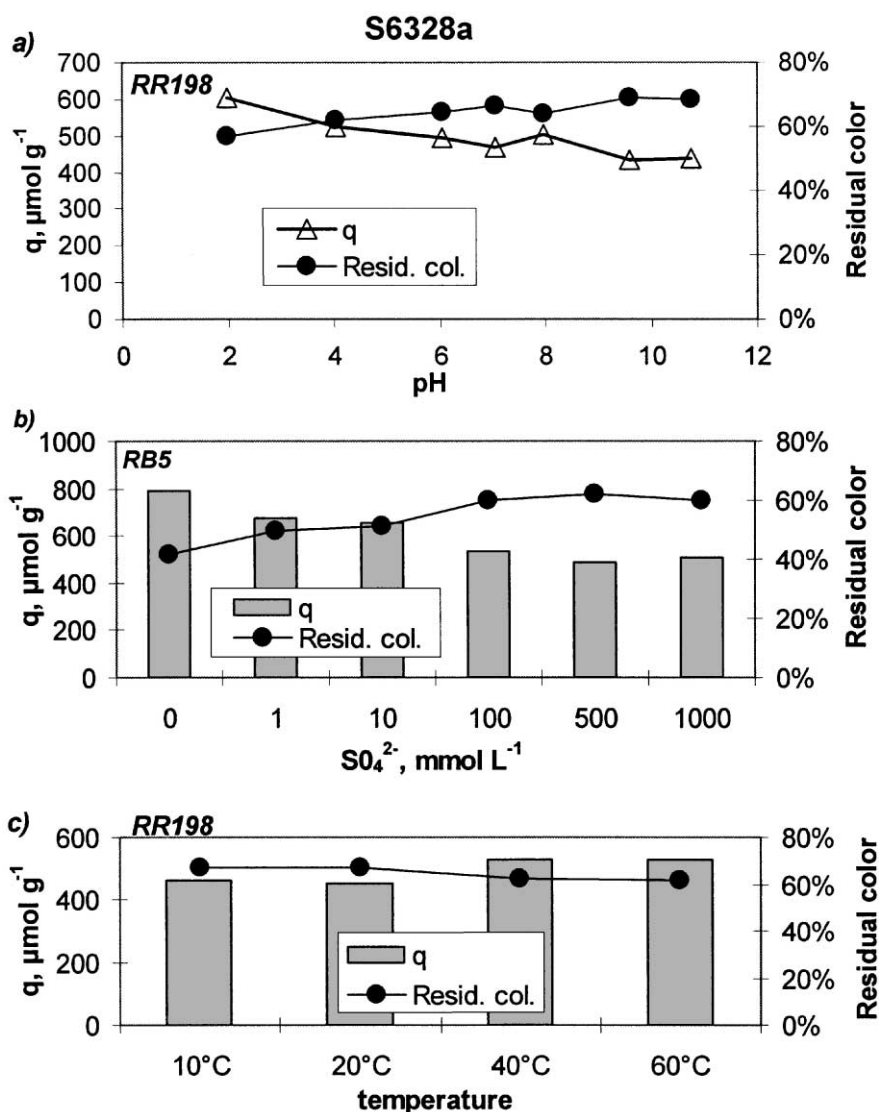 S6328a
a)
RR198
700
600
500
400
300
200
100
0
q, µmol g⁻¹
80%
60%
40%
20%
0%
Residual color
q
Resid. col.
0 2 4 6 8 10 12
pH
b)
RB5
1000
800
600
400
200
0
q, µmol g⁻¹
80%
60%
40%
20%
0%
Residual color
q
Resid. col.
0 1 10 100 500 1000
S0₄²⁻, mmol L⁻¹
c)
RR198
600
400
200
0
q, µmol g⁻¹
80%
60%
40%
20%
0%
Residual color
q
Resid. col.
10°C 20°C 40°C 60°C
temperature